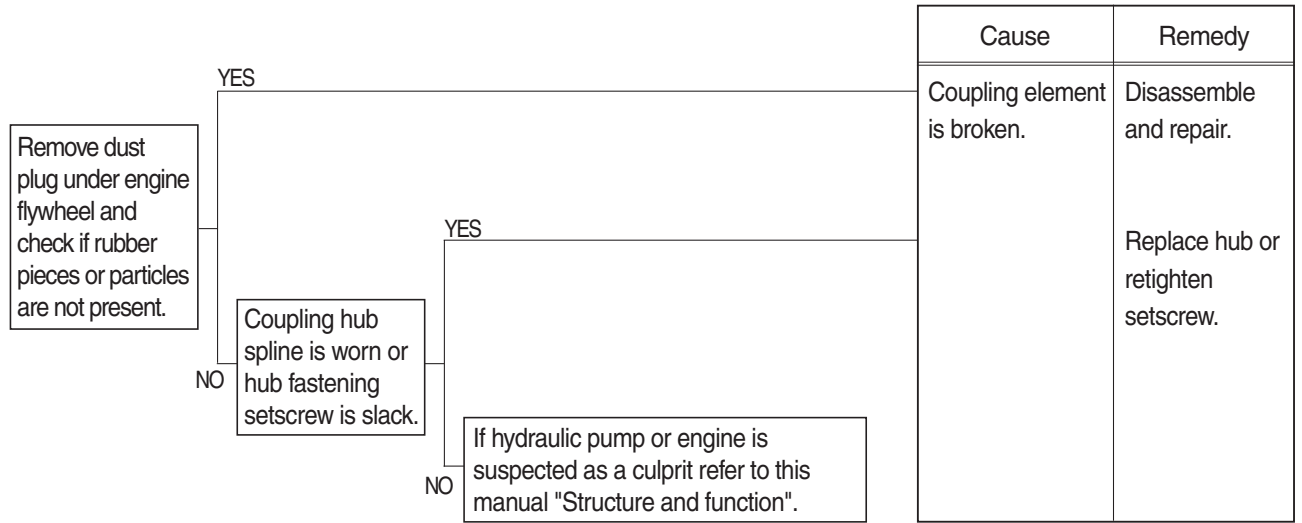 Cause
Remedy
YES
Coupling element
is broken.
Disassemble
and repair.
Remove dust
plug under engine
flywheel and
check if rubber
pieces or particles
are not present.
YES
Replace hub or
retighten
setscrew.
NO
Coupling hub
spline is worn or
hub fastening
setscrew is slack.
NO
If hydraulic pump or engine is
suspected as a culprit refer to this
manual "Structure and function".